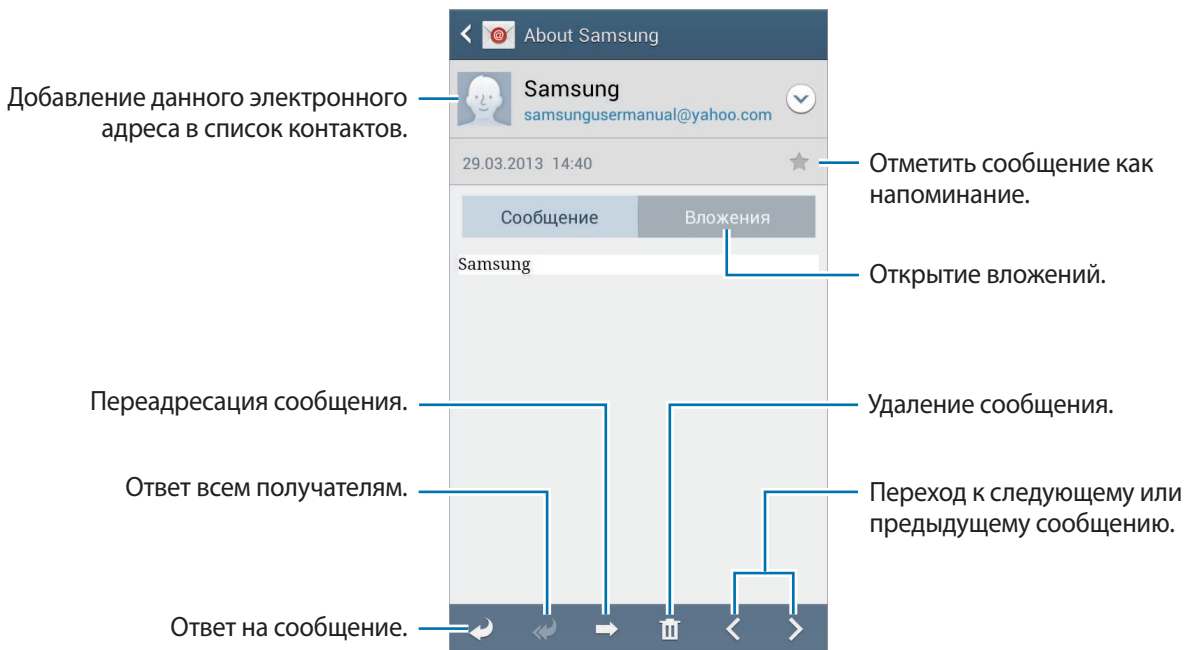 About Samsung
Добавление данного электронного
адреса в список контактов.
Samsung
samsungusermanual@yahoo.com
29.03.2013 14:40
Отметить сообщение как
напоминание.
Сообщение
Вложения
Samsung
Открытие вложений.
Переадресация сообщения.
Удаление сообщения.
Ответ всем получателям.
Переход к следующему или
предыдущему сообщению.
Ответ на сообщение.